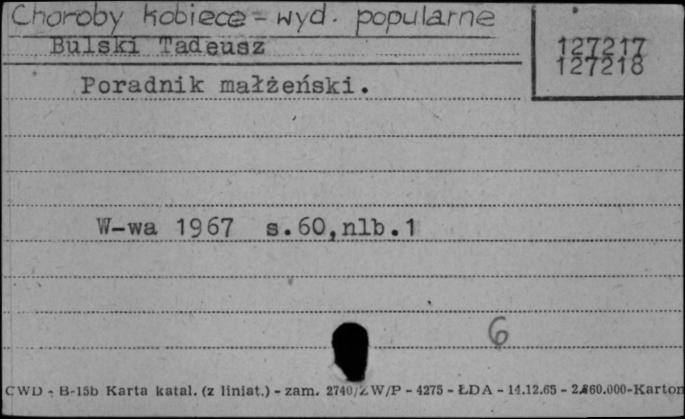 Choroby kobiece - wyd. popularne
Bulski Tadeusz
127217
127218
Poradnik małżeński.
W-wa 1967 s.60,nlb.1
6
CWD - B-15b Karta katal. (z liniat.) - zam. 2740/ZW/P - 4275 - ŁDA - 14.12.65 - 2.860.000-Karton